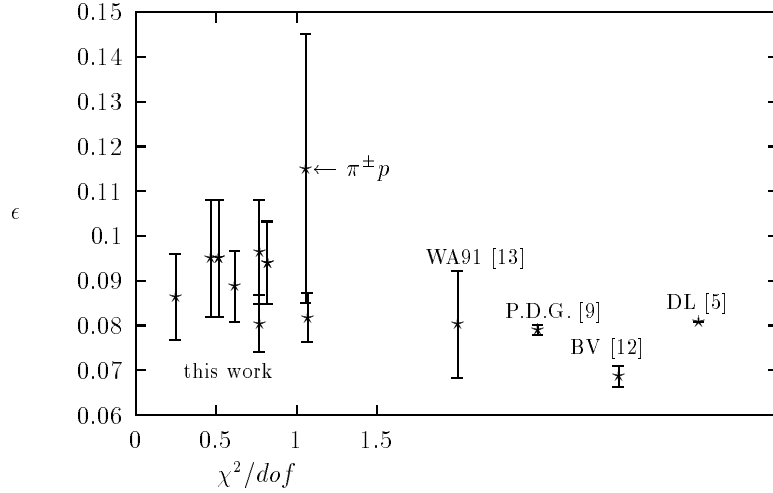 0.15
0.14
0.13
0.12
0.11
0.1
0.09
0.08
0.07
0.06
ϵ
π±p
WA91 [13]
P.D.G. [9]
DL [5]
BV [12]
this work
0 0.5 1 1.5
χ²/dof